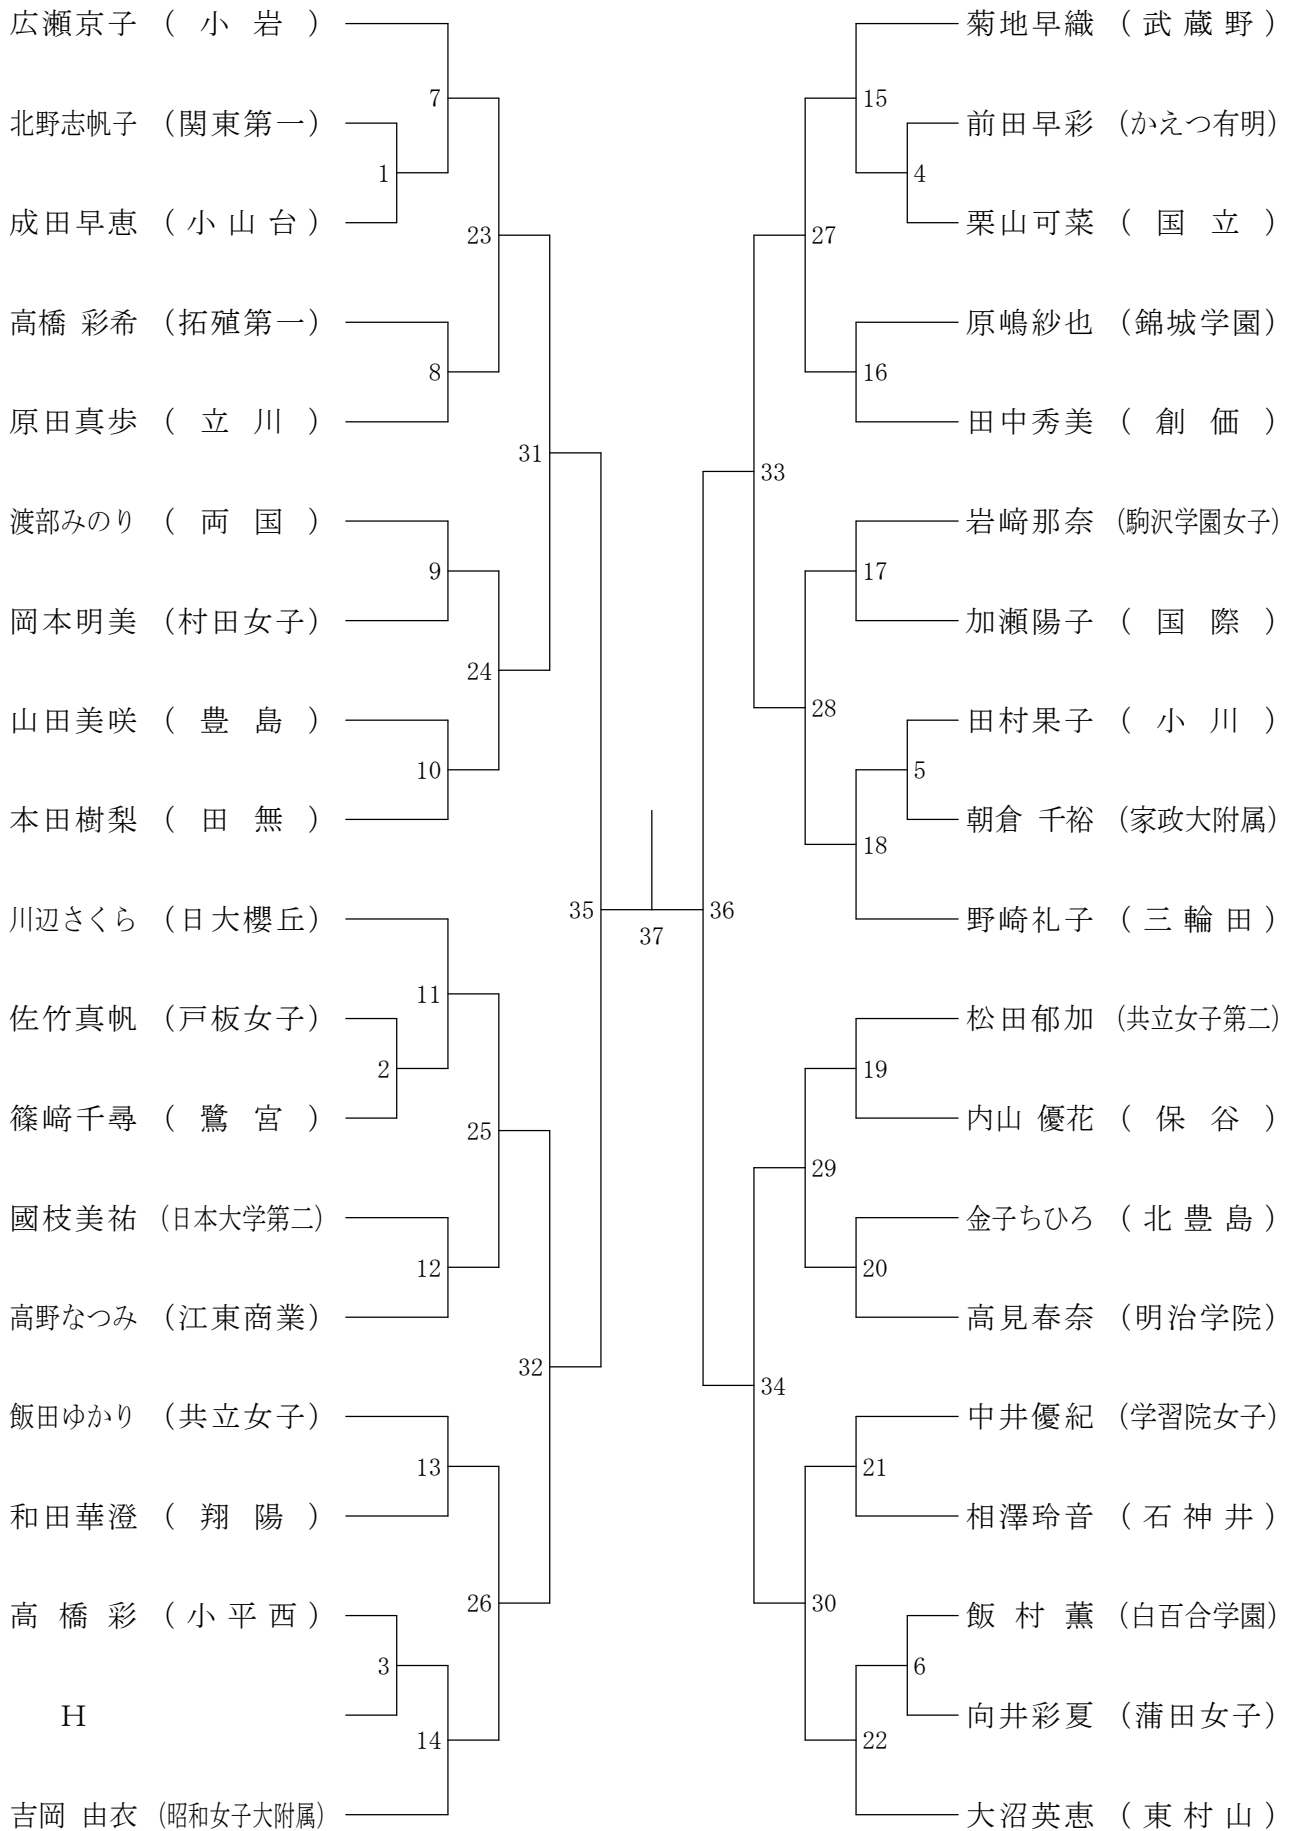 広瀬京子 ( 小 岩 )
北野志帆子 (関東第一)
成田早恵 ( 小 山 台 )
高橋 彩希 (拓殖第一)
原田真歩 ( 立 川 )
渡部みのり ( 両 国 )
岡本明美 (村田女子)
山田美咲 ( 豊 島 )
本田樹梨 ( 田 無 )
川辺さくら (日大櫻丘)
佐竹真帆 (戸板女子)
篠﨑千尋 ( 鷺 宮 )
國枝美祐 (日本大学第二)
高野なつみ (江東商業)
飯田ゆかり (共立女子)
和田華澄 ( 翔 陽 )
高 橋 彩 ( 小 平 西 )
H
吉岡 由衣 (昭和女子大附属)
1
2
3
7
8
9
10
11
12
13
14
23
24
25
26
31
32
35
37
36
33
34
27
28
29
30
15
16
17
18
19
20
21
22
4
5
6
菊地早織 ( 武 蔵 野 )
前田早彩 (かえつ有明)
栗山可菜 ( 国 立 )
原嶋紗也 (錦城学園)
田中秀美 ( 創 価 )
岩﨑那奈 (駒沢学園女子)
加瀬陽子 ( 国 際 )
田村果子 ( 小 川 )
朝倉 千裕 (家政大附属)
野崎礼子 ( 三 輪 田 )
松田郁加 (共立女子第二)
内山 優花 ( 保 谷 )
金子ちひろ ( 北 豊 島 )
高見春奈 (明治学院)
中井優紀 (学習院女子)
相澤玲音 ( 石 神 井 )
飯 村 薫 (白百合学園)
向井彩夏 (蒲田女子)
大沼英恵 ( 東 村 山 )